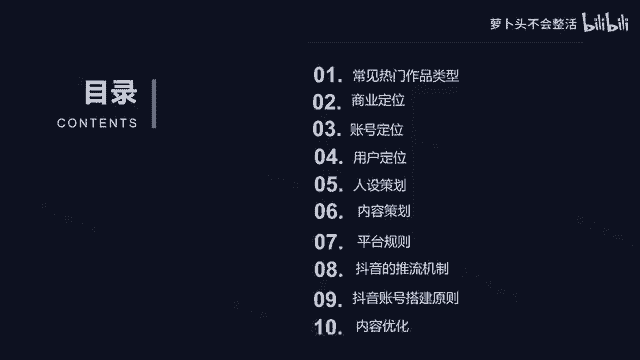 萝卜头不会整活 bilibili
目录
CONTENTS
01. 常见热门作品类型
02. 商业定位
03. 账号定位
04. 用户定位
05. 人设策划
06. 内容策划
07. 平台规则
08. 抖音的推流机制
09. 抖音账号搭建原则
10. 内容优化